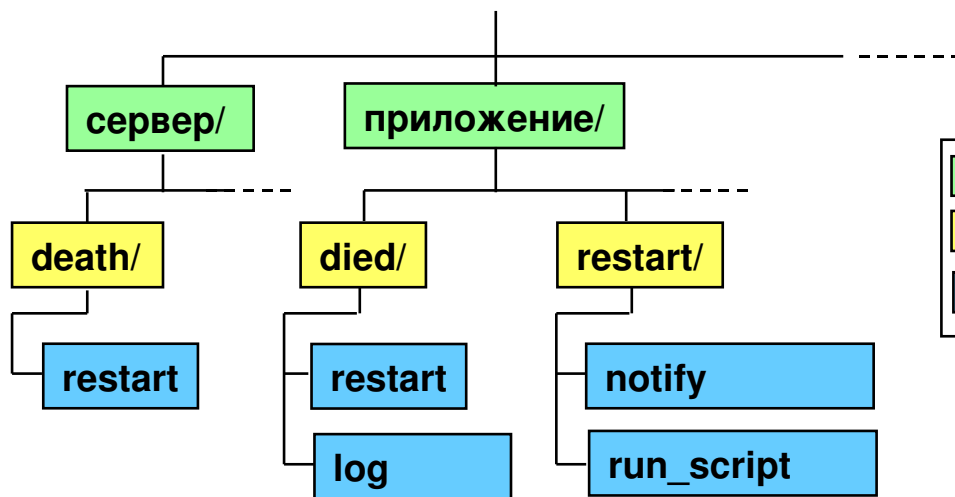 сервер/
приложение/
death/
died/
restart/
restart
restart
notify
log
run_script